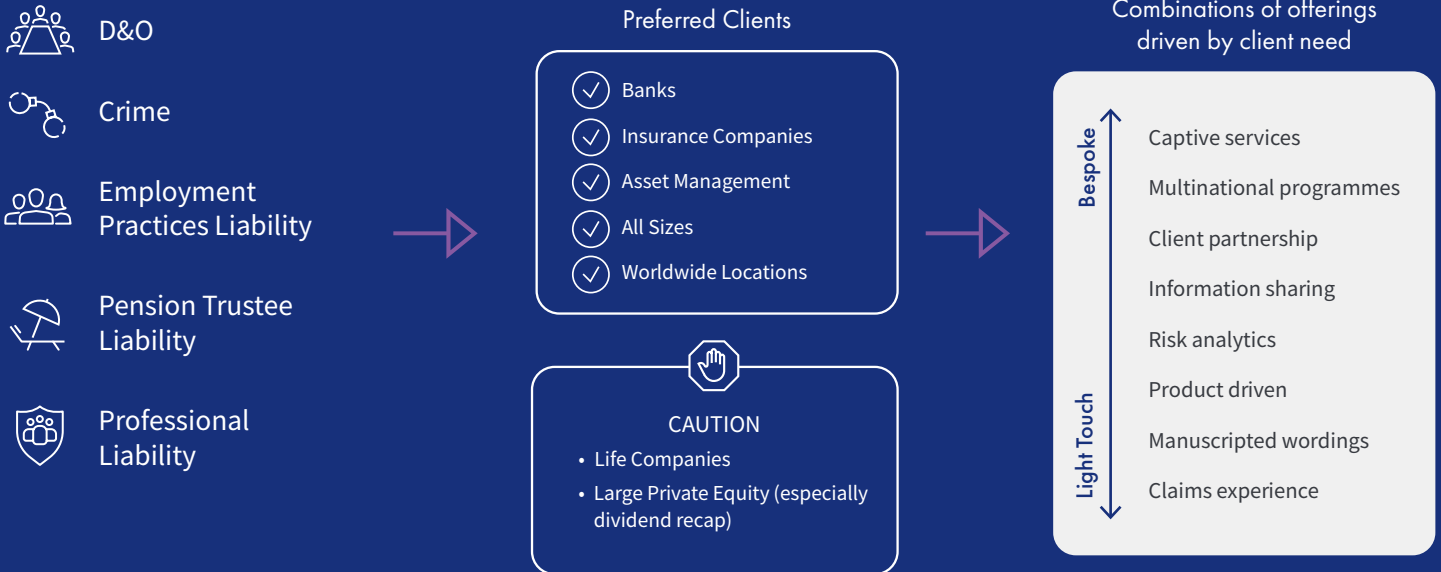 D&O
Crime
Employment
Practices Liability
Pension Trustee
Liability
Professional
Liability
Preferred Clients
Banks
Insurance Companies
Asset Management
All Sizes
Worldwide Locations
CAUTION
• Life Companies
• Large Private Equity (especially
dividend recap)
Combinations of offerings
driven by client need
Bespoke
Light Touch
Captive services
Multinational programmes
Client partnership
Information sharing
Risk analytics
Product driven
Manuscripted wordings
Claims experience